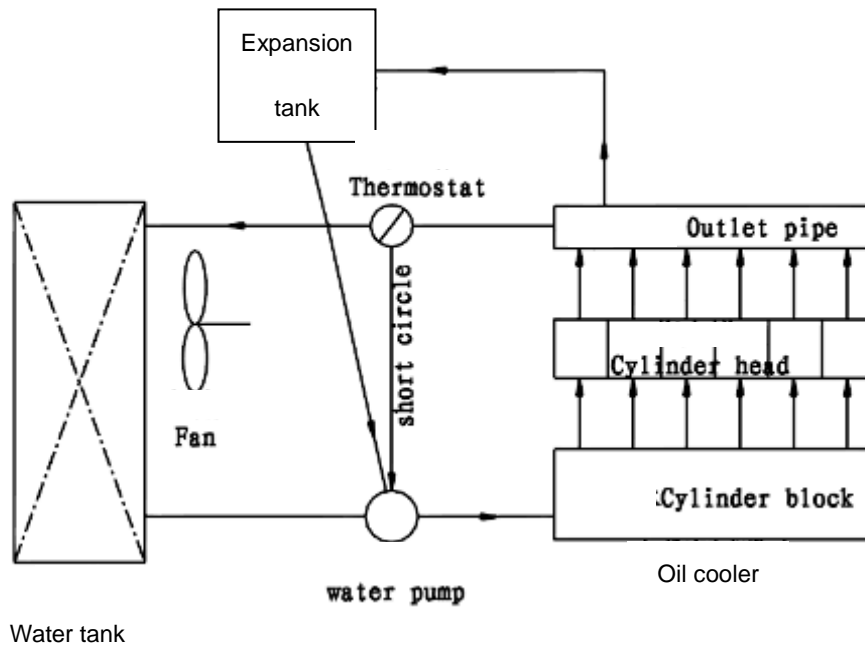 Expansion
tank
Thermostat
Outlet pipe
short circle
Cylinder head
Fan
Cylinder block
Oil cooler
water pump
Water tank